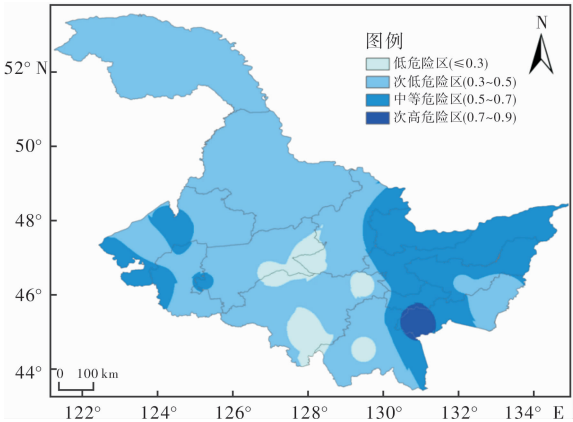 N
图例
低危险区(≤0.3)
次低危险区(0.3~0.5)
中等危险区(0.5~0.7)
次高危险区(0.7~0.9)
52° N
50°
48°
46°
44°
0 100 km
122° 124° 126° 128° 130° 132° 134° E